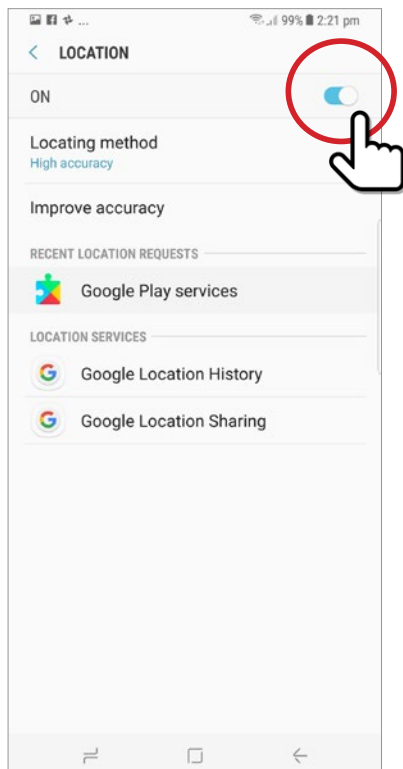 ... 99% 2:21 pm
LOCATION
ON
Locating method
High accuracy
Improve accuracy
RECENT LOCATION REQUESTS
Google Play services
LOCATION SERVICES
Google Location History
Google Location Sharing